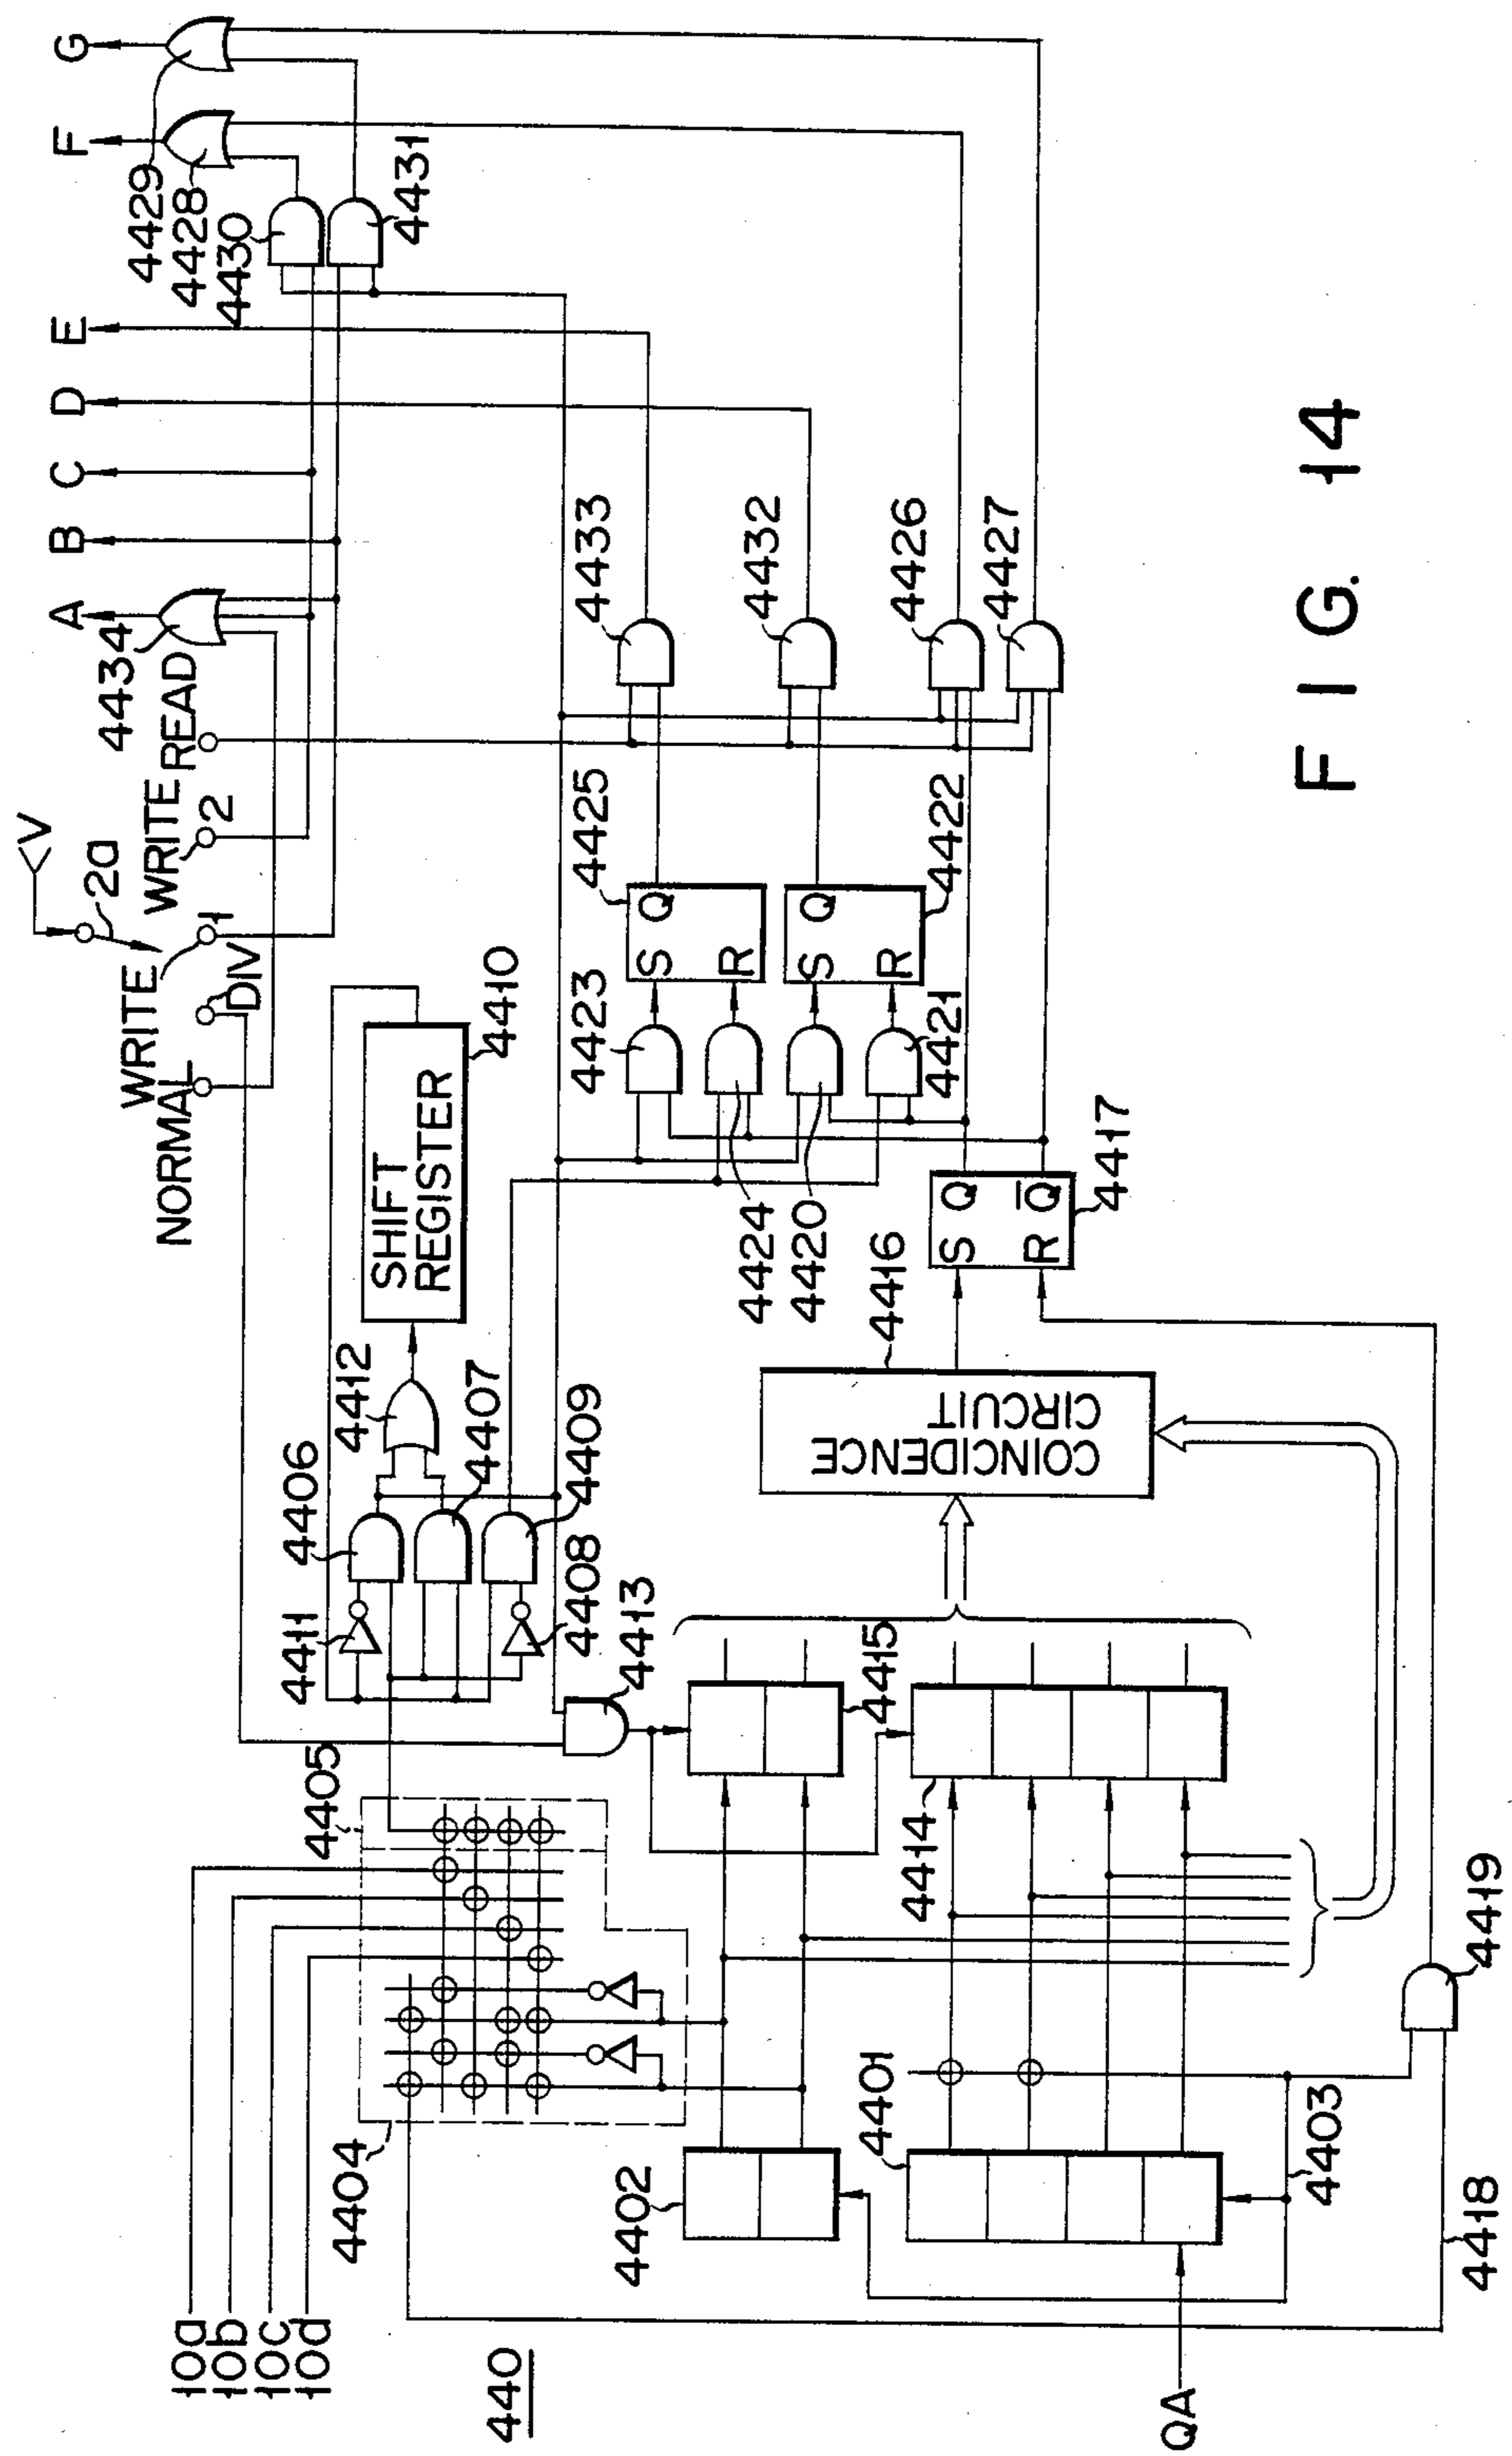 10a
10b
10c
10d
440
QA
4404
4405
4402
4401
4403
4418
4419
4414
4415
4413
4411
4408
4406
4412
4407
4409
SHIFT
REGISTER
4410
COINCIDENCE
CIRCUIT
4416
S Q
R Q̅
4417
4424
4420
4423
4421
S Q
R
4425
S Q
R
4422
4433
4432
4426
4427
NORMAL
WRITE
DIV
WRITE
1
2a
<V
WRITE
2
READ
4434
4429
4428
4430
4431
A
B
C
D
E
F
G
FIG. 14